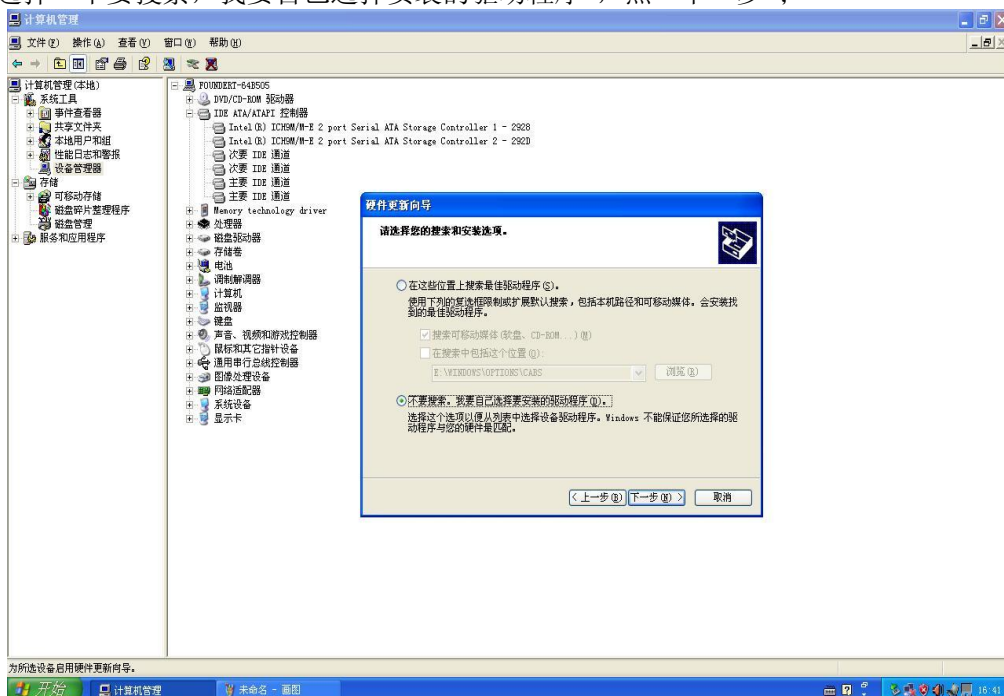 选择“不要搜索，我要自己选择安装的驱动程序”，点“下一步”，
计算机管理
文件(F) 操作(A) 查看(V) 窗口(W) 帮助(H)
计算机管理(本地)
系统工具
事件查看器
共享文件夹
本地用户和组
性能日志和警报
设备管理器
存储
可移动存储
磁盘碎片整理程序
磁盘管理
服务和应用程序
FOUNDERT-64B505
DVD/CD-ROM 驱动器
IDE ATA/ATAPI 控制器
Intel(R) ICH9M/M-E 2 port Serial ATA Storage Controller 1 - 2928
Intel(R) ICH9M/M-E 2 port Serial ATA Storage Controller 2 - 292D
次要 IDE 通道
次要 IDE 通道
主要 IDE 通道
主要 IDE 通道
Memory technology driver
处理器
磁盘驱动器
存储卷
电池
调制解调器
计算机
监视器
键盘
声音、视频和游戏控制器
鼠标和其它指针设备
通用串行总线控制器
图像处理设备
网络适配器
系统设备
显示卡
硬件更新向导
请选择您的搜索和安装选项。
在这些位置上搜索最佳驱动程序(S)。
使用下列的复选框限制或扩展默认搜索，包括本机路径和可移动媒体。会安装找
到的最佳驱动程序。
搜索可移动媒体(软盘、CD-ROM...)(M)
在搜索中包括这个位置(O):
E:\WINDOWS\OPTIONS\CABS
浏览(R)
不要搜索。我要自己选择要安装的驱动程序(D)。
选择这个选项以便从列表中选择设备驱动程序。Windows 不能保证您所选择的驱
动程序与您的硬件最匹配。
< 上一步(B) 下一步(N) > 取消
为所选设备启用硬件更新向导。
开始 计算机管理 未命名 - 画图 16:41